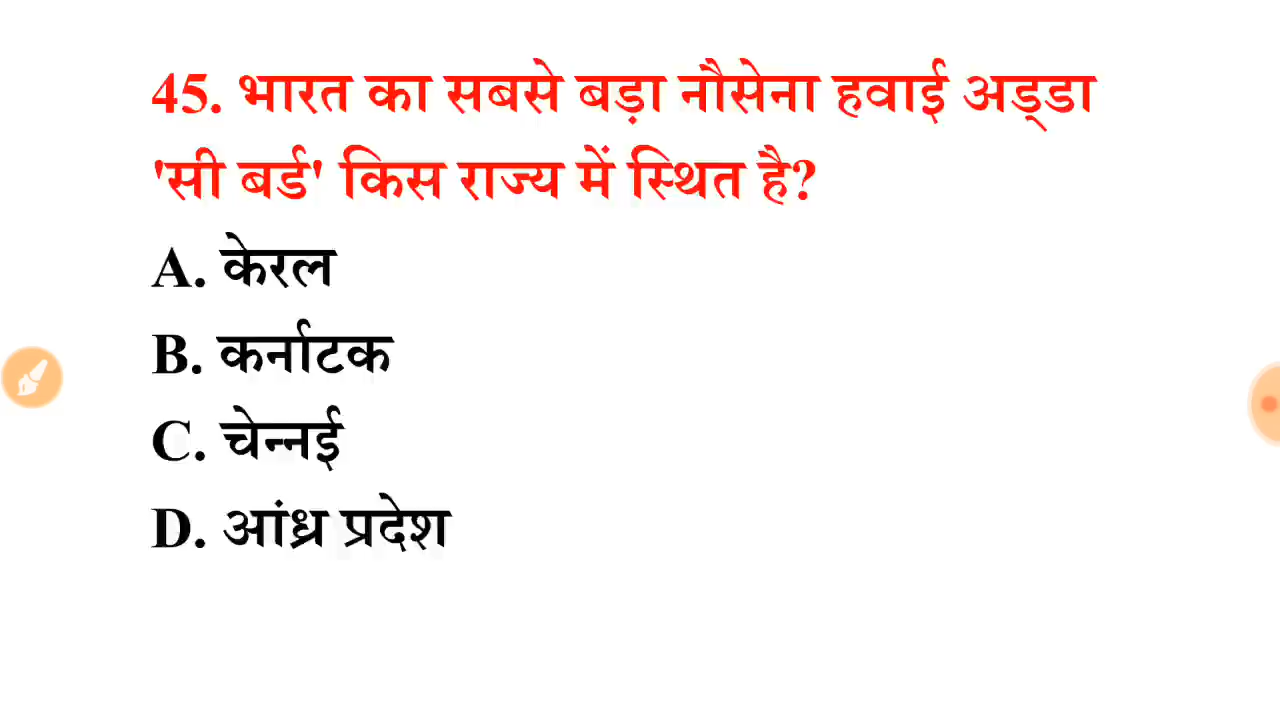 45. भारत का सबसे बड़ा नौसेना हवाई अड्‌डा
'सी बर्ड' किस राज्य में स्थित है?
A. केरल
B. कर्नाटक
C. चेन्नई
D. आंध्र प्रदेश